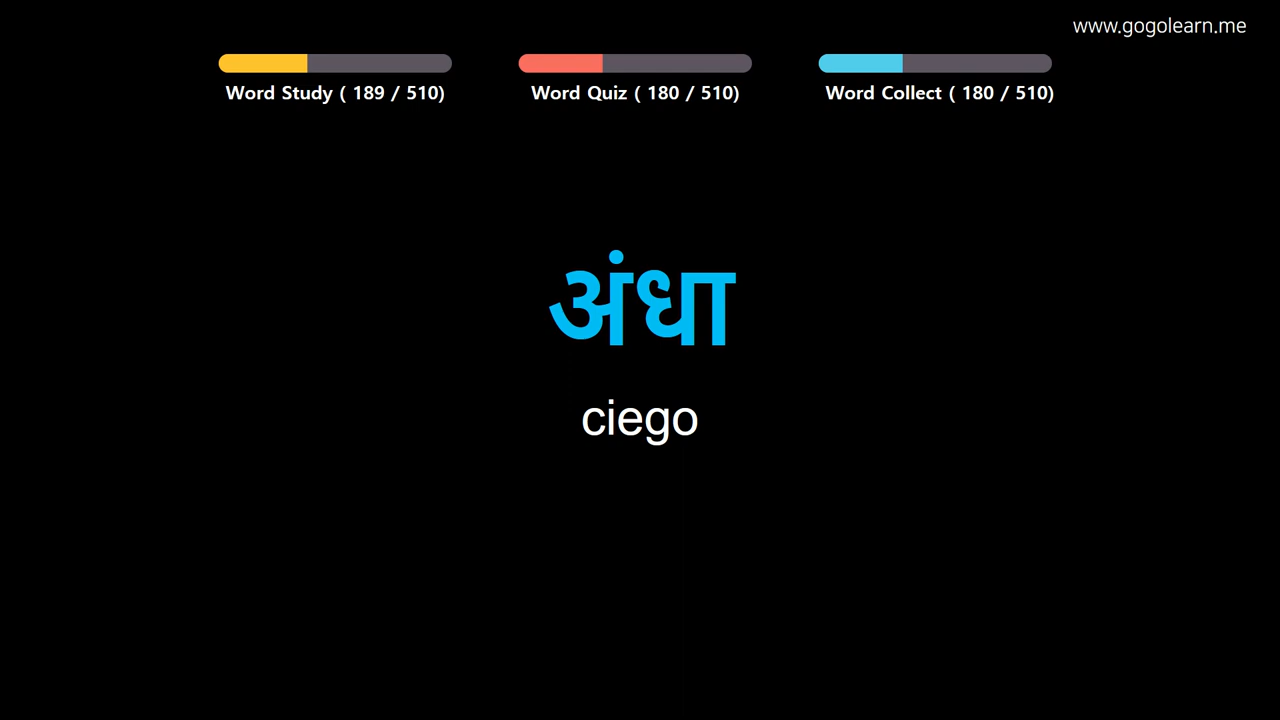 www.gogolearn.me
Word Study ( 189 / 510)
Word Quiz ( 180 / 510)
Word Collect ( 180 / 510)
अंधा
ciego